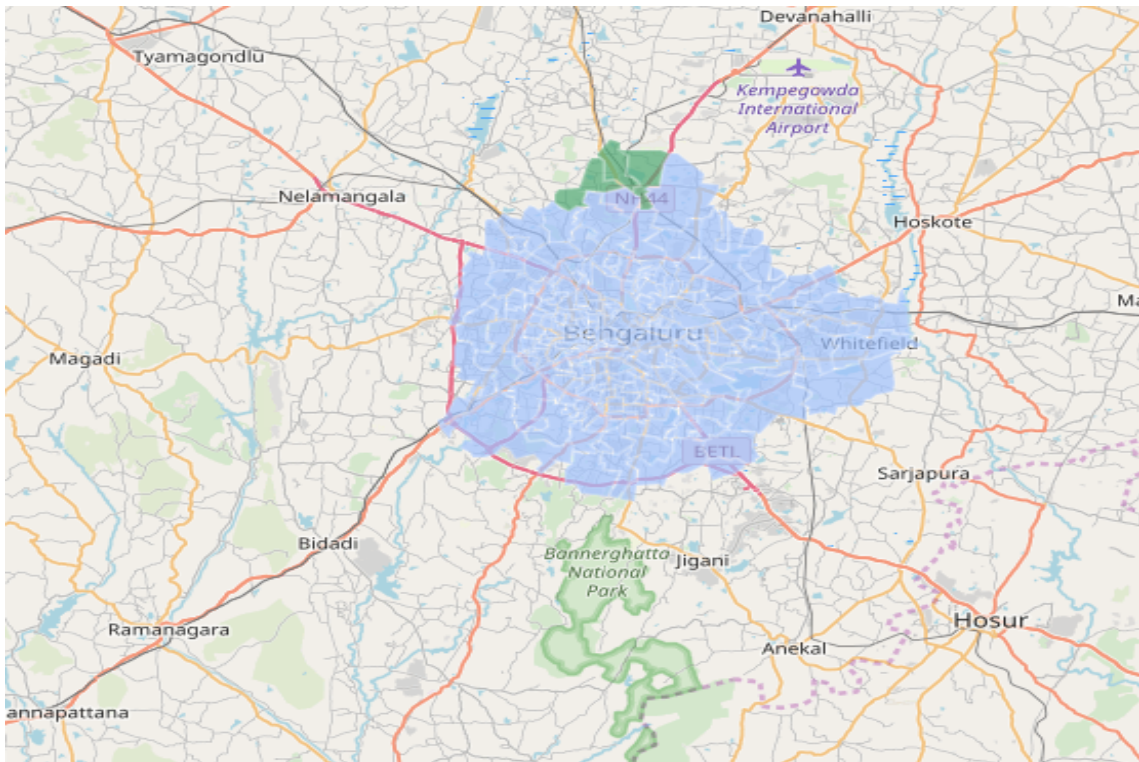 Devanahalli
Tyamagondlu
Kempegowda
International
Airport
Nelamangala
NH44
Hoskote
Ma
Bengaluru
Whitefield
Magadi
BETL
Sarjapura
Bidadi
Bannerghatta
National
Park
Jigani
Hosur
Ramanagara
Anekal
annapattana